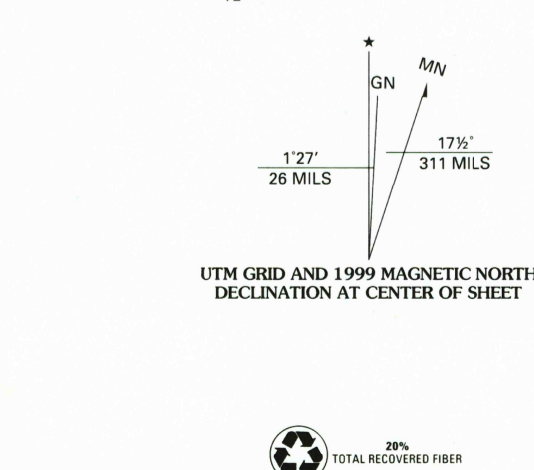 ★
GN
MN
1°27′
26 MILS
17½°
311 MILS
UTM GRID AND 1999 MAGNETIC NORTH
DECLINATION AT CENTER OF SHEET
20%
TOTAL RECOVERED FIBER